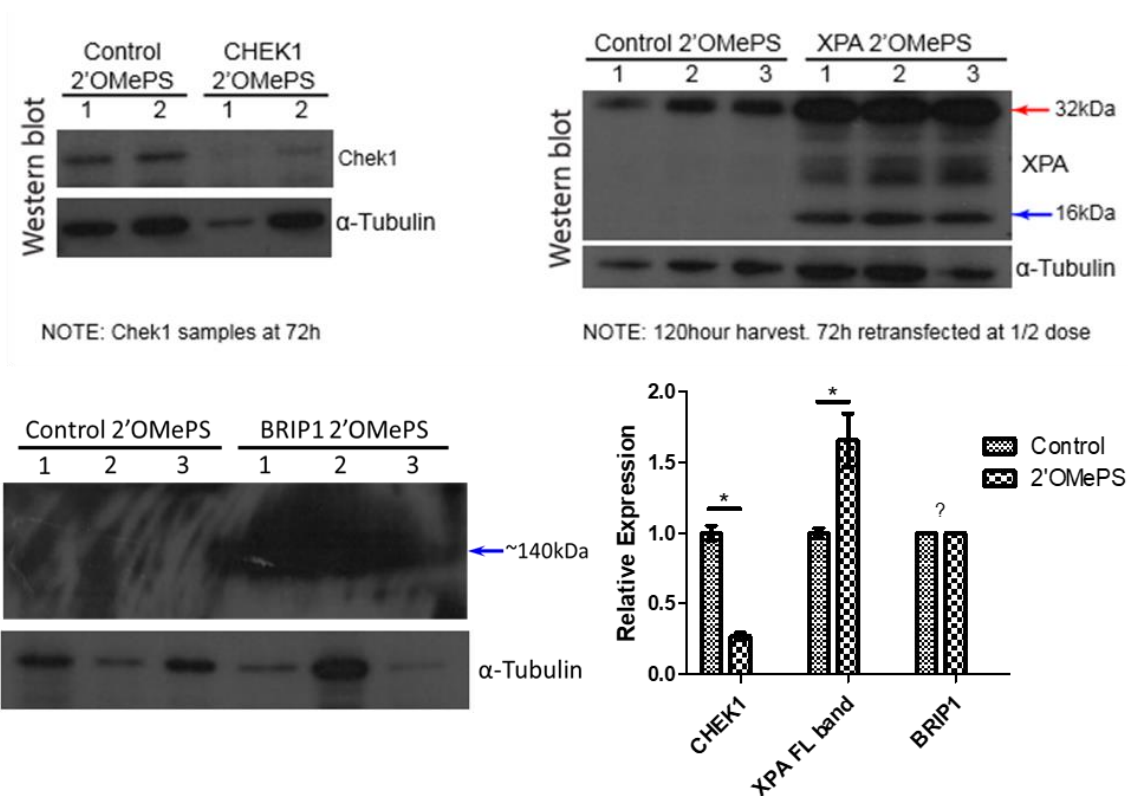 Control
2'OMePS
CHEK1
2'OMePS
1 2 1 2
Western blot
Chek1
α-Tubulin
NOTE: Chek1 samples at 72h
Control 2'OMePS XPA 2'OMePS
1 2 3 1 2 3
Western blot
32kDa
XPA
16kDa
α-Tubulin
NOTE: 120hour harvest. 72h retransfected at 1/2 dose
Control 2'OMePS BRIP1 2'OMePS
1 2 3 1 2 3
~140kDa
α-Tubulin
Relative Expression
2.0
1.5
1.0
0.5
0.0
*
*
?
Control
2'OMePS
CHEK1
XPA FL band
BRIP1